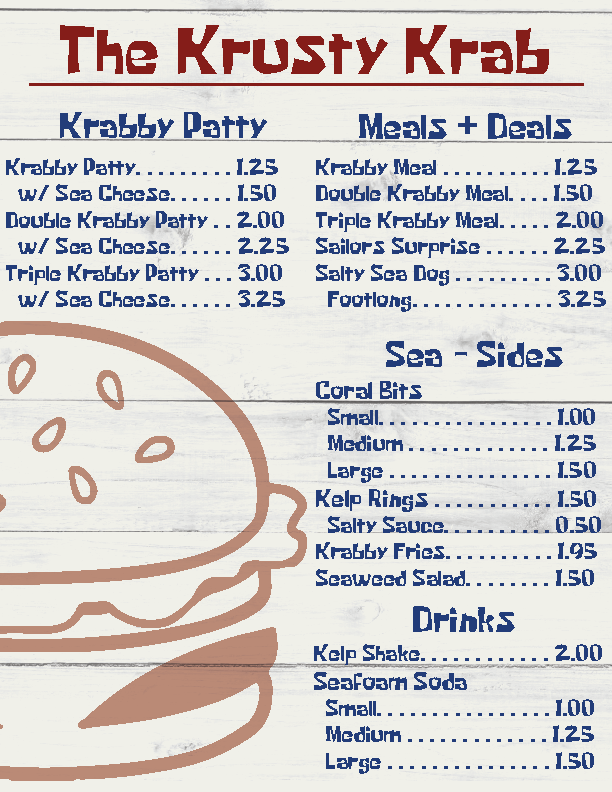 The Krusty Krab
Krabby Patty
Krabby Patty......... 1.25
w/ Sea Cheese...... 1.50
Double Krabby Patty .. 2.00
w/ Sea Cheese...... 2.25
Triple Krabby Patty ... 3.00
w/ Sea Cheese...... 3.25
Meals + Deals
Krabby Meal .......... 1.25
Double Krabby Meal.... 1.50
Triple Krabby Meal..... 2.00
Sailors Surprise ...... 2.25
Salty Sea Dog ......... 3.00
Footlong............. 3.25
Sea - Sides
Coral Bits
Small................ 1.00
Medium ............. 1.25
Large ............... 1.50
Kelp Rings ........... 1.50
Salty Sauce.......... 0.50
Krabby Fries.......... 1.95
Seaweed Salad........ 1.50
Drinks
Kelp Shake............ 2.00
Seafoam Soda
Small................ 1.00
Medium ............. 1.25
Large ............... 1.50